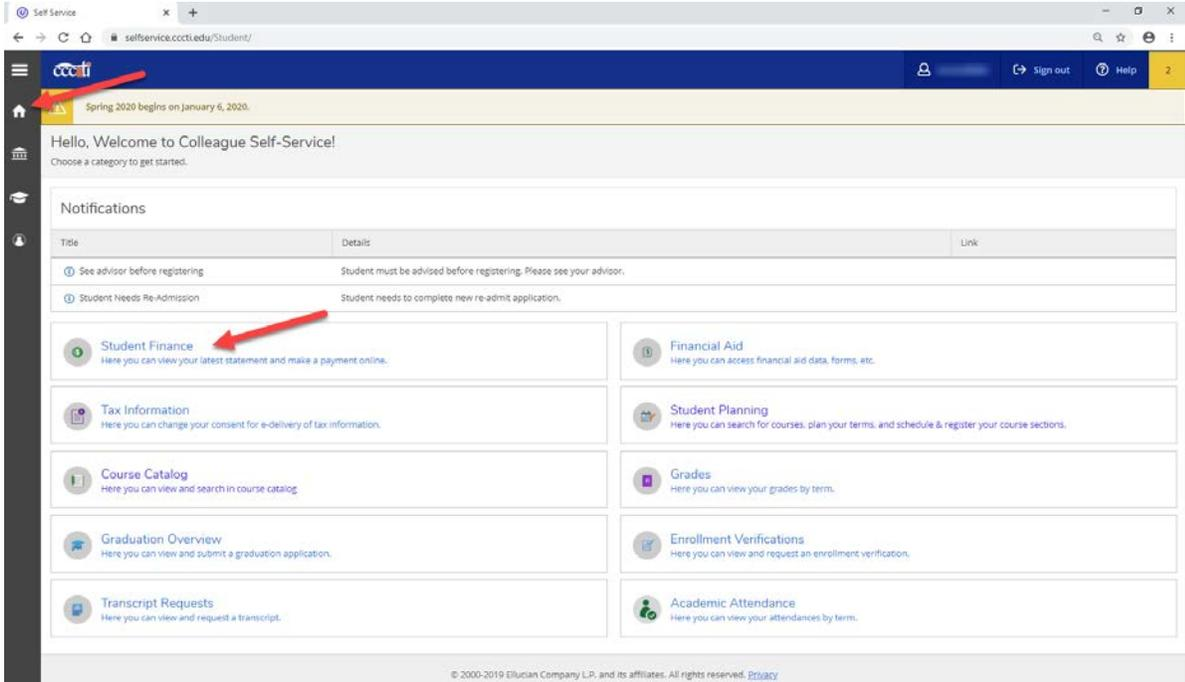 Self Service
selfservice.cccti.edu/Student/
cccti
Sign out
Help
2
Spring 2020 begins on January 6, 2020.
Hello, Welcome to Colleague Self-Service!
Choose a category to get started.
Notifications
Title Details Link
See advisor before registering Student must be advised before registering. Please see your advisor.
Student Needs Re-Admission Student needs to complete new re-admit application.
Student Finance
Here you can view your latest statement and make a payment online.
Financial Aid
Here you can access financial aid data, forms, etc.
Tax Information
Here you can change your consent for e-delivery of tax information.
Student Planning
Here you can search for courses, plan your terms, and schedule & register your course sections.
Course Catalog
Here you can view and search in course catalog
Grades
Here you can view your grades by term.
Graduation Overview
Here you can view and submit a graduation application.
Enrollment Verifications
Here you can view and request an enrollment verification.
Transcript Requests
Here you can view and request a transcript.
Academic Attendance
Here you can view your attendances by term.
© 2000-2019 Ellucian Company L.P. and its affiliates. All rights reserved. Privacy